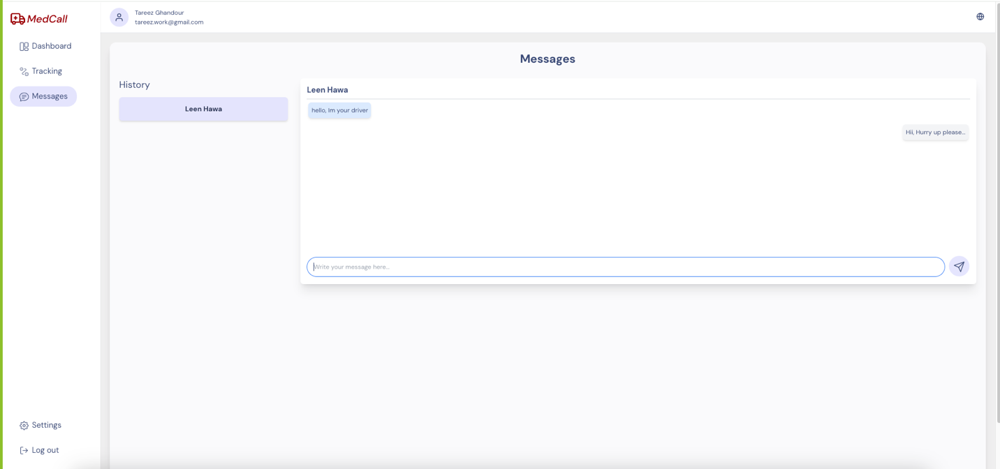 MedCall
Tareez Ghandour
tareez.work@gmail.com
Dashboard
Tracking
Messages
Settings
Log out
Messages
History
Leen Hawa
Leen Hawa
hello, Im your driver
Hii, Hurry up please...
Write your message here...